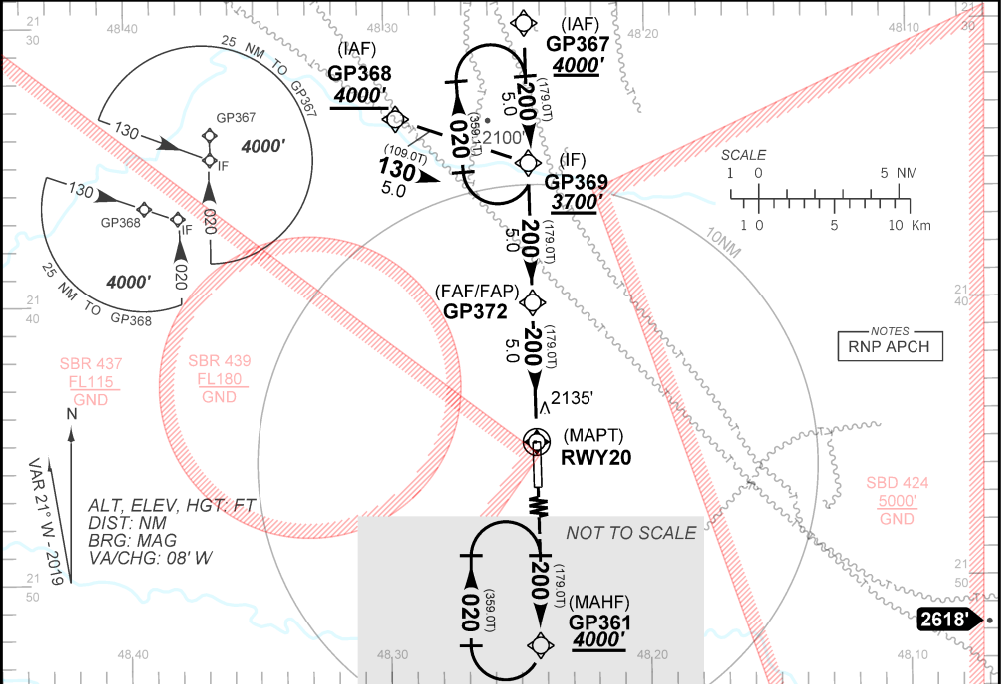 21
30
48,40
48,30
48,20
48,10
21
30
(IAF)
GP368
4000'
(IAF)
GP367
4000'
200
(179.0T)
5.0
020
(359.0T)
2100'
(109.0T)
130
5.0
(IF)
GP369
3700'
25 NM TO GP367
130
GP367
IF
4000'
020
130
GP368
IF
4000'
020
25 NM TO GP368
SCALE
1 0 5 NM
1 0 5 10 Km
10NM
200
(179.0T)
5.0
(FAF/FAP)
GP372
200
(179.0T)
5.0
21
40
21
40
NOTES
RNP APCH
SBR 437
FL115
GND
SBR 439
FL180
GND
2135'
(MAPT)
RWY20
N
VAR 21° W - 2019
ALT, ELEV, HGT: FT
DIST: NM
BRG: MAG
VA/CHG: 08' W
SBD 424
5000'
GND
NOT TO SCALE
200
(179.0T)
020
(359.0T)
(MAHF)
GP361
4000'
21
50
21
50
2618'
48,40
48,30
48,20
48,10